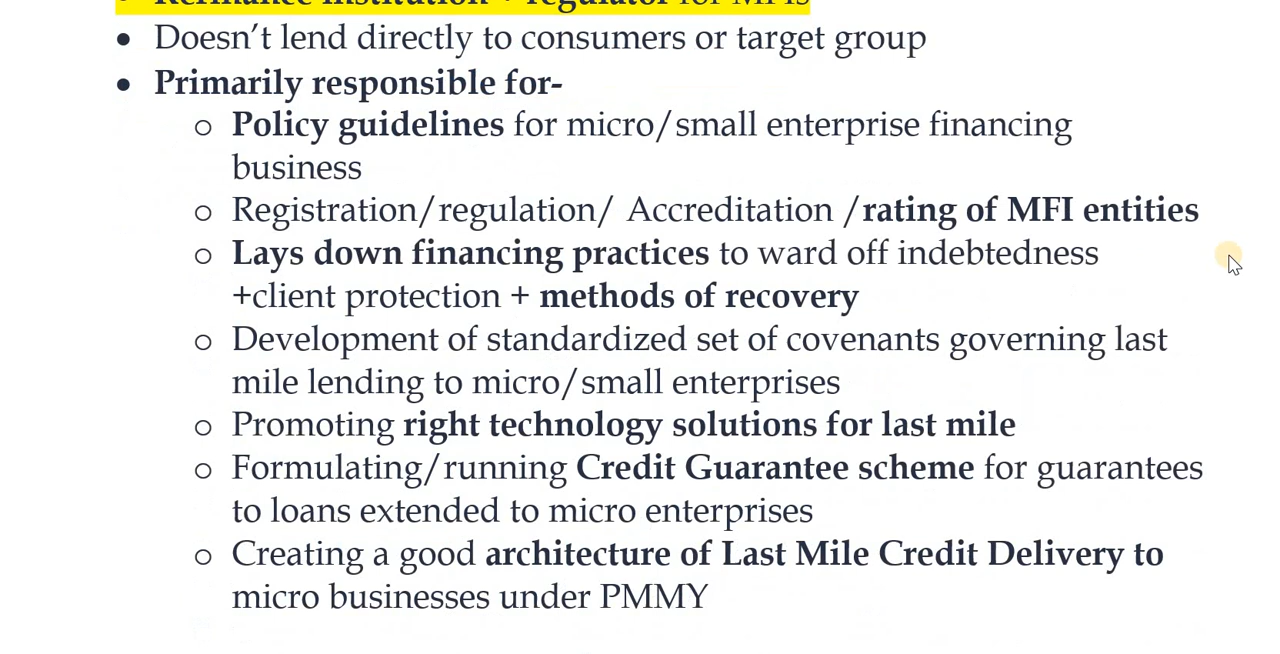 • Refinance institution + regulator for MFIs
• Doesn’t lend directly to consumers or target group
• Primarily responsible for-
o Policy guidelines for micro/small enterprise financing
business
o Registration/regulation/ Accreditation /rating of MFI entities
o Lays down financing practices to ward off indebtedness
+client protection + methods of recovery
o Development of standardized set of covenants governing last
mile lending to micro/small enterprises
o Promoting right technology solutions for last mile
o Formulating/running Credit Guarantee scheme for guarantees
to loans extended to micro enterprises
o Creating a good architecture of Last Mile Credit Delivery to
micro businesses under PMMY